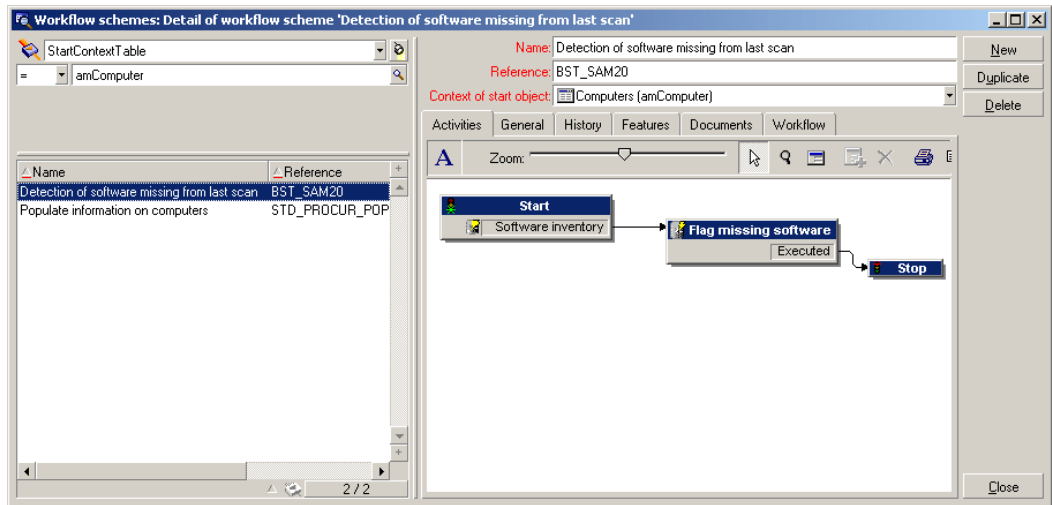 Workflow schemes: Detail of workflow scheme 'Detection of software missing from last scan'
StartContextTable
= amComputer
Name: Detection of software missing from last scan
Reference: BST_SAM20
Context of start object: Computers (amComputer)
New
Duplicate
Delete
Activities General History Features Documents Workflow
A Zoom:
Name Reference
Detection of software missing from last scan BST_SAM20
Populate information on computers STD_PROCUR_POP
Start
Software inventory
Flag missing software
Executed
Stop
2 / 2
Close